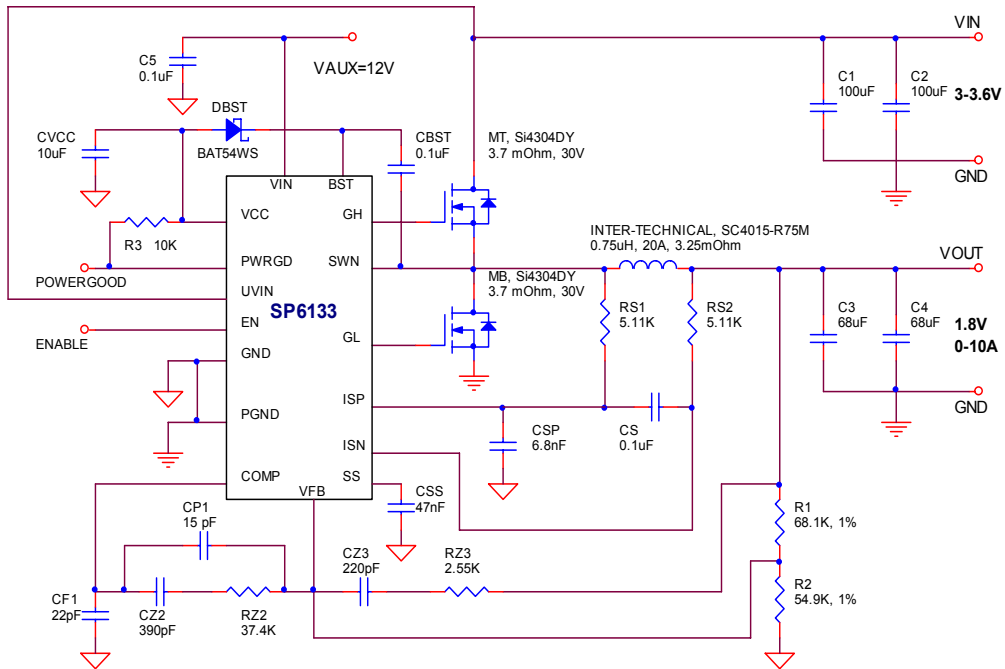 VIN
C5
0.1uF
VAUX=12V
C1
100uF
C2
100uF
3-3.6V
DBST
CVCC
10uF
BAT54WS
CBST
0.1uF
MT, Si4304DY
3.7 mOhm, 30V
GND
VIN
BST
VCC
GH
R3 10K
INTER-TECHNICAL, SC4015-R75M
0.75uH, 20A, 3.25mOhm
VOUT
PWRGD
SWN
POWERGOOD
MB, Si4304DY
3.7 mOhm, 30V
UVIN
SP6133
RS1
5.11K
RS2
5.11K
C3
68uF
C4
68uF
1.8V
0-10A
EN
ENABLE
GL
GND
GND
ISP
PGND
CSP
6.8nF
CS
0.1uF
ISN
COMP
SS
VFB
CSS
47nF
CP1
15 pF
R1
68.1K, 1%
CZ3
220pF
RZ3
2.55K
CF1
22pF
CZ2
390pF
RZ2
37.4K
R2
54.9K, 1%